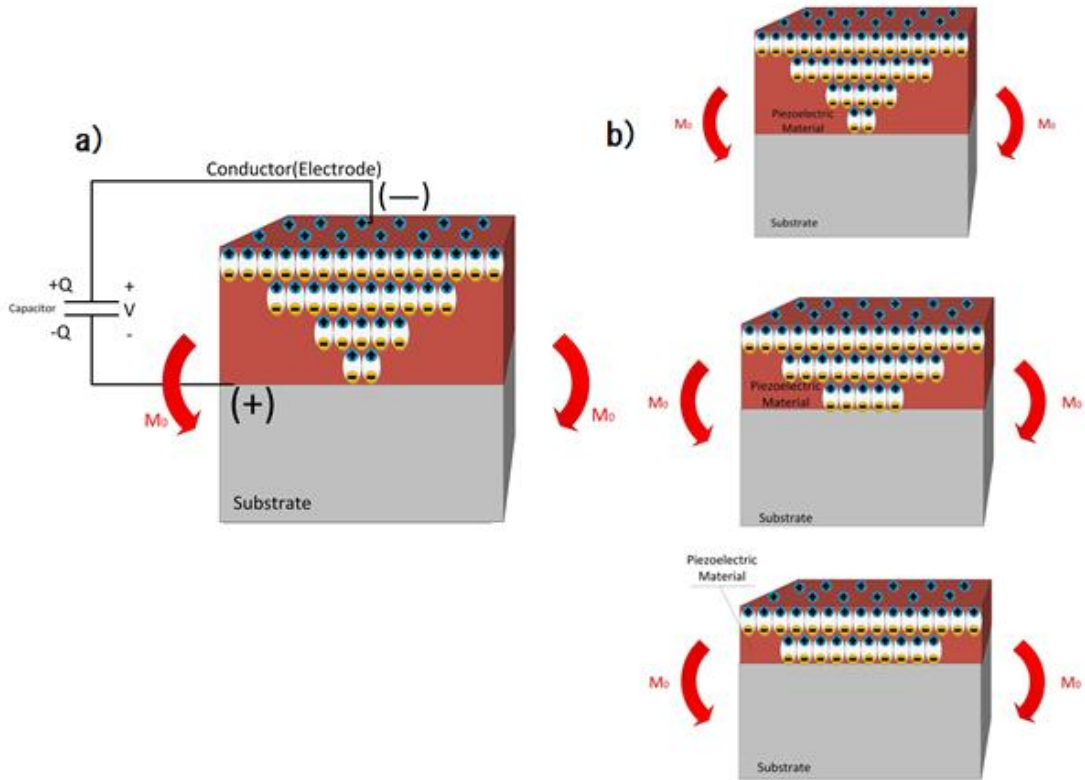 a)
Conductor(Electrode)
(—)
+Q
+
Capacitor
V
-Q
-
M₀
M₀
(+)
Substrate
b)
M₀
Piezoelectric
Material
M₀
Substrate
M₀
Piezoelectric
Material
M₀
Substrate
Piezoelectric
Material
M₀
M₀
Substrate